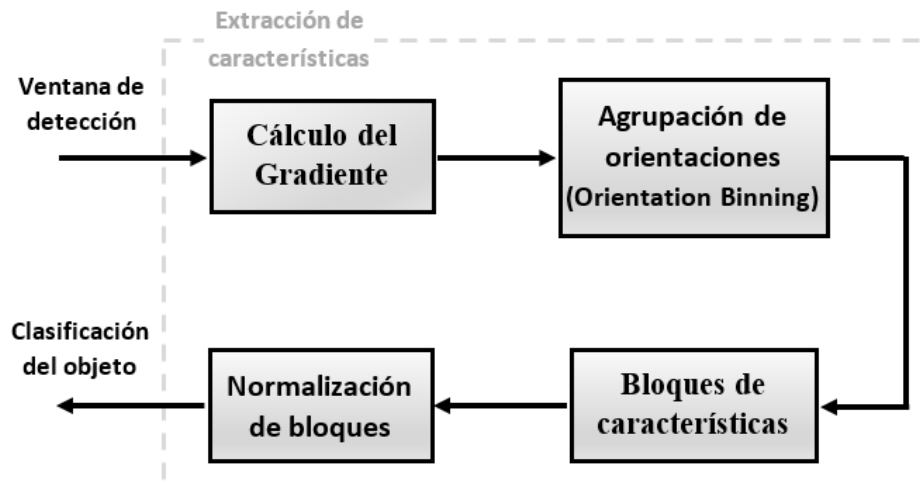 Extracción de
características
Ventana de
detección
Cálculo del
Gradiente
Agrupación de
orientaciones
(Orientation Binning)
Clasificación
del objeto
Normalización
de bloques
Bloques de
características